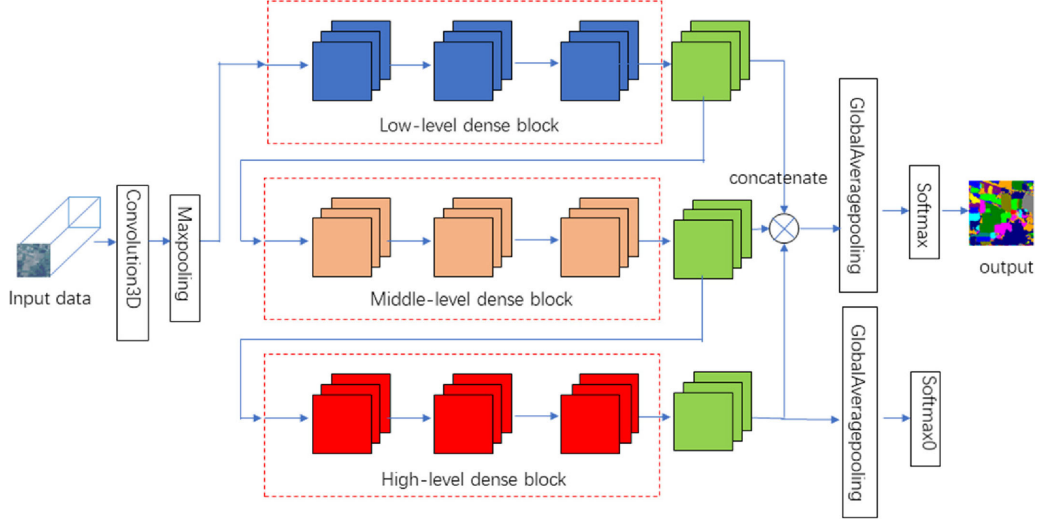 Low-level dense block
concatenate
Input data
Convolution3D
Maxpooling
Middle-level dense block
GlobalAveragepooling
Softmax
output
High-level dense block
GlobalAveragepooling
Softmax0